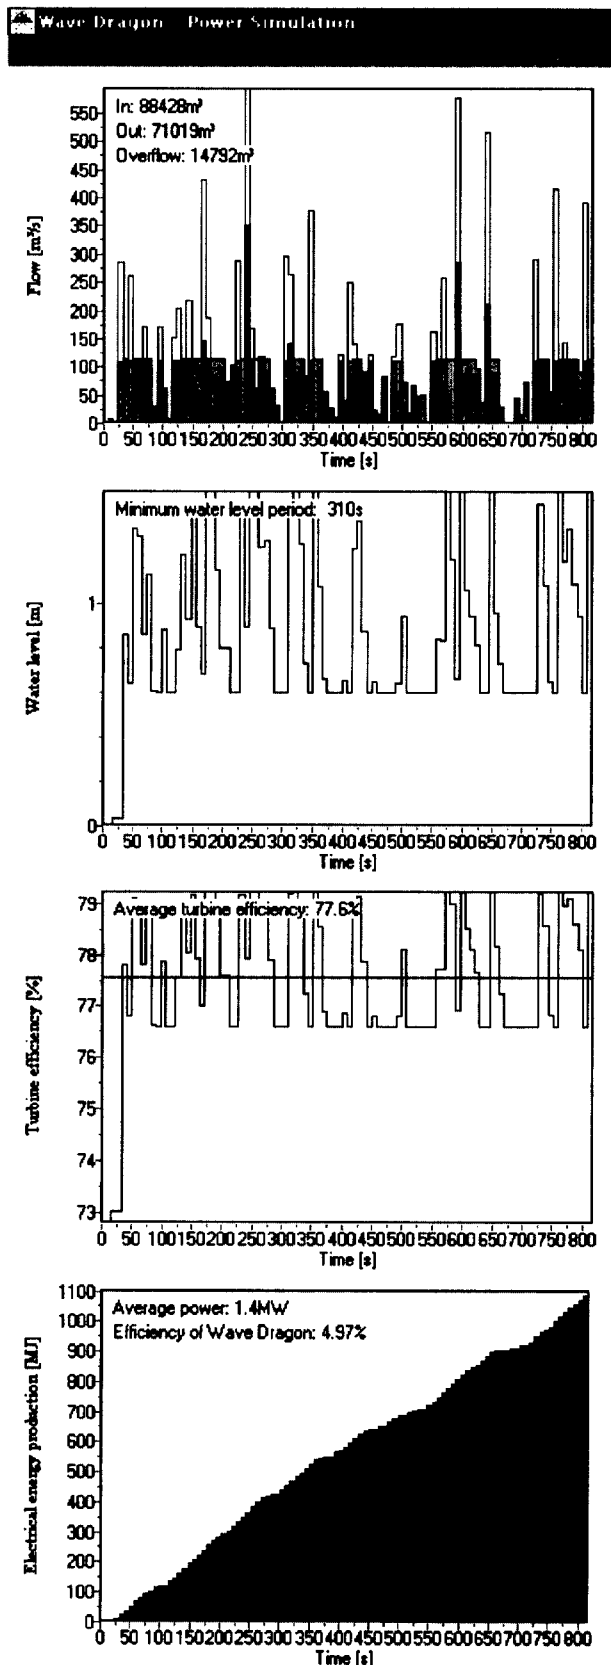 Wave Dragon Power Simulation
In: 88428m³
Out: 71019m³
Overflow: 14792m³
Flow [m³/s]
550
500
450
400
350
300
250
200
150
100
50
0
0 50 100 150 200 250 300 350 400 450 500 550 600 650 700 750 800
Time [s]
Minimum water level period: 310s
Water level [m]
1
0
0 50 100 150 200 250 300 350 400 450 500 550 600 650 700 750 800
Time [s]
Average turbine efficiency: 77.6%
Turbine efficiency [%]
79
78
77
76
75
74
73
0 50 100 150 200 250 300 350 400 450 500 550 600 650 700 750 800
Time [s]
Average power: 1.4MW
Efficiency of Wave Dragon: 4.97%
Electrical energy production [MJ]
1100
1000
900
800
700
600
500
400
300
200
100
0
0 50 100 150 200 250 300 350 400 450 500 550 600 650 700 750 800
Time [s]